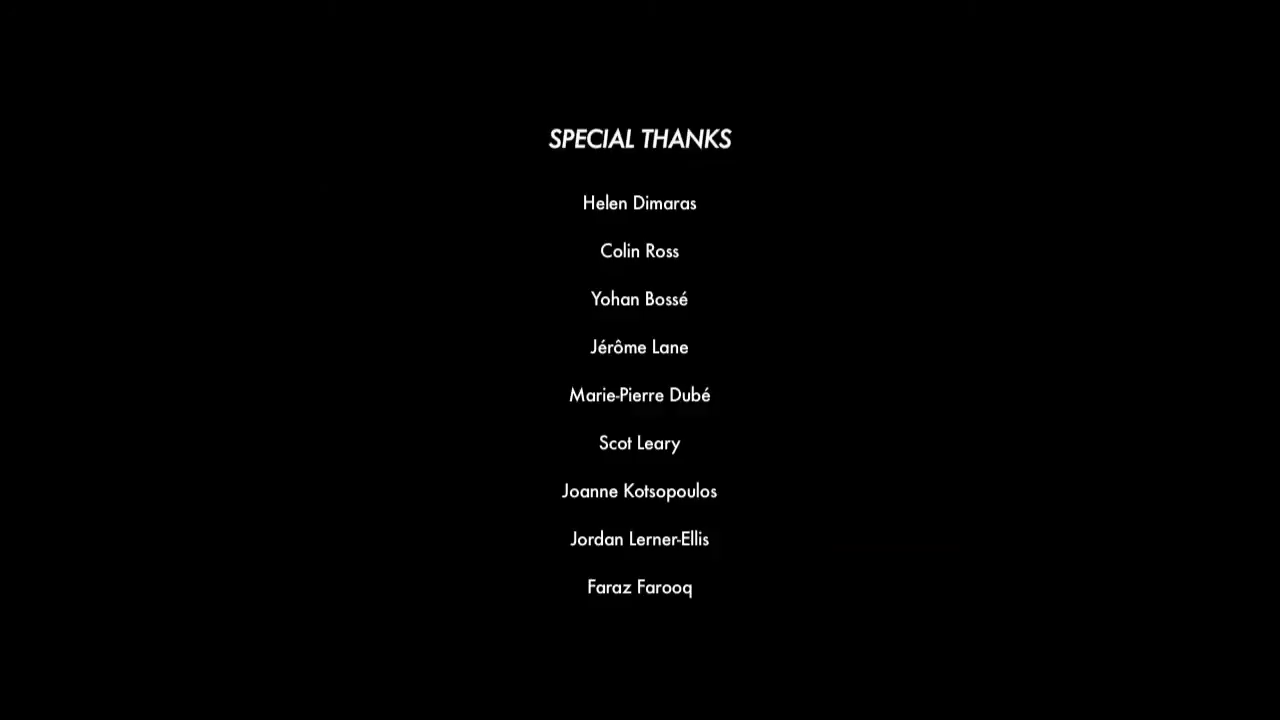 SPECIAL THANKS
Helen Dimaras
Colin Ross
Yohan Bossé
Jérôme Lane
Marie-Pierre Dubé
Scot Leary
Joanne Kotsopoulos
Jordan Lerner-Ellis
Faraz Farooq